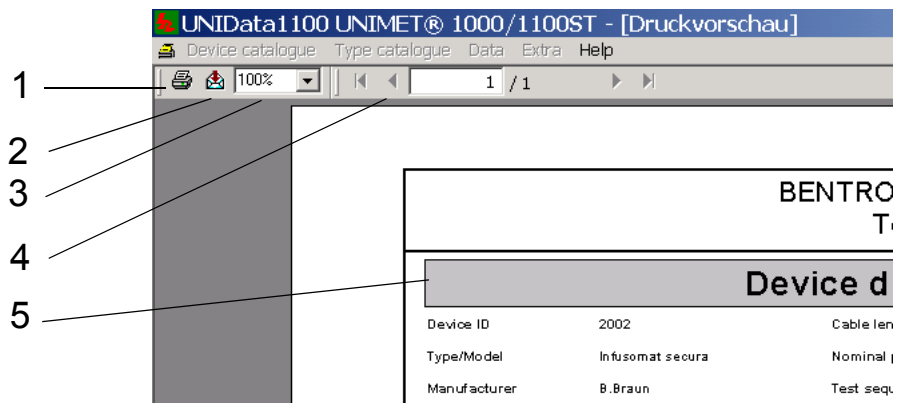 UNIData1100 UNIMET® 1000/1100ST - [Druckvorschau]
Device catalogue Type catalogue Data Extra Help
100% 1 / 1
1
2
3
4
5
BENTRO
Device d
Device ID 2002 Cable len
Type/Model Infusomat secura Nominal
Manufacturer B.Braun Test sequ